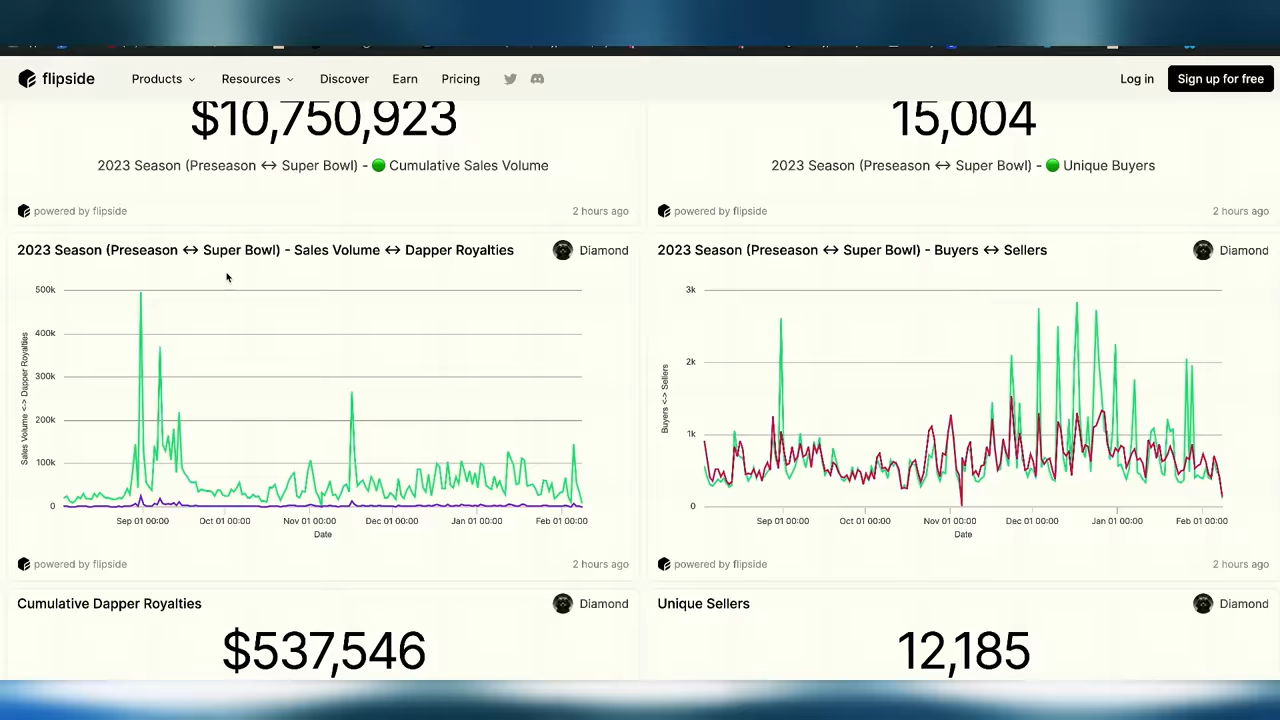 flipside Products Resources Discover Earn Pricing Log in Sign up for free
$10,750,923
2023 Season (Preseason ↔ Super Bowl) - 🟢 Cumulative Sales Volume
powered by flipside 2 hours ago
15,004
2023 Season (Preseason ↔ Super Bowl) - 🟢 Unique Buyers
powered by flipside 2 hours ago
2023 Season (Preseason ↔ Super Bowl) - Sales Volume ↔ Dapper Royalties Diamond
500k
400k
300k
200k
100k
0
Sales Volume <-> Dapper Royalties
Sep 01 00:00 Oct 01 00:00 Nov 01 00:00 Dec 01 00:00 Jan 01 00:00 Feb 01 00:00
Date
powered by flipside 2 hours ago
2023 Season (Preseason ↔ Super Bowl) - Buyers ↔ Sellers Diamond
3k
2k
1k
0
Buyers <-> Sellers
Sep 01 00:00 Oct 01 00:00 Nov 01 00:00 Dec 01 00:00 Jan 01 00:00 Feb 01 00:00
Date
powered by flipside 2 hours ago
Cumulative Dapper Royalties Diamond
$537,546
Unique Sellers Diamond
12,185